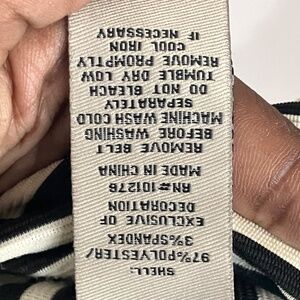 SHELL:
97%POLYESTER/
3%SPANDEX
EXCLUSIVE OF
DECORATION
RN#101276
MADE IN CHINA
REMOVE BELT
BEFORE WASHING
MACHINE WASH COLD
SEPARATELY
DO NOT BLEACH
TUMBLE DRY LOW
REMOVE PROMPTLY
COOL IRON
IF NECESSARY